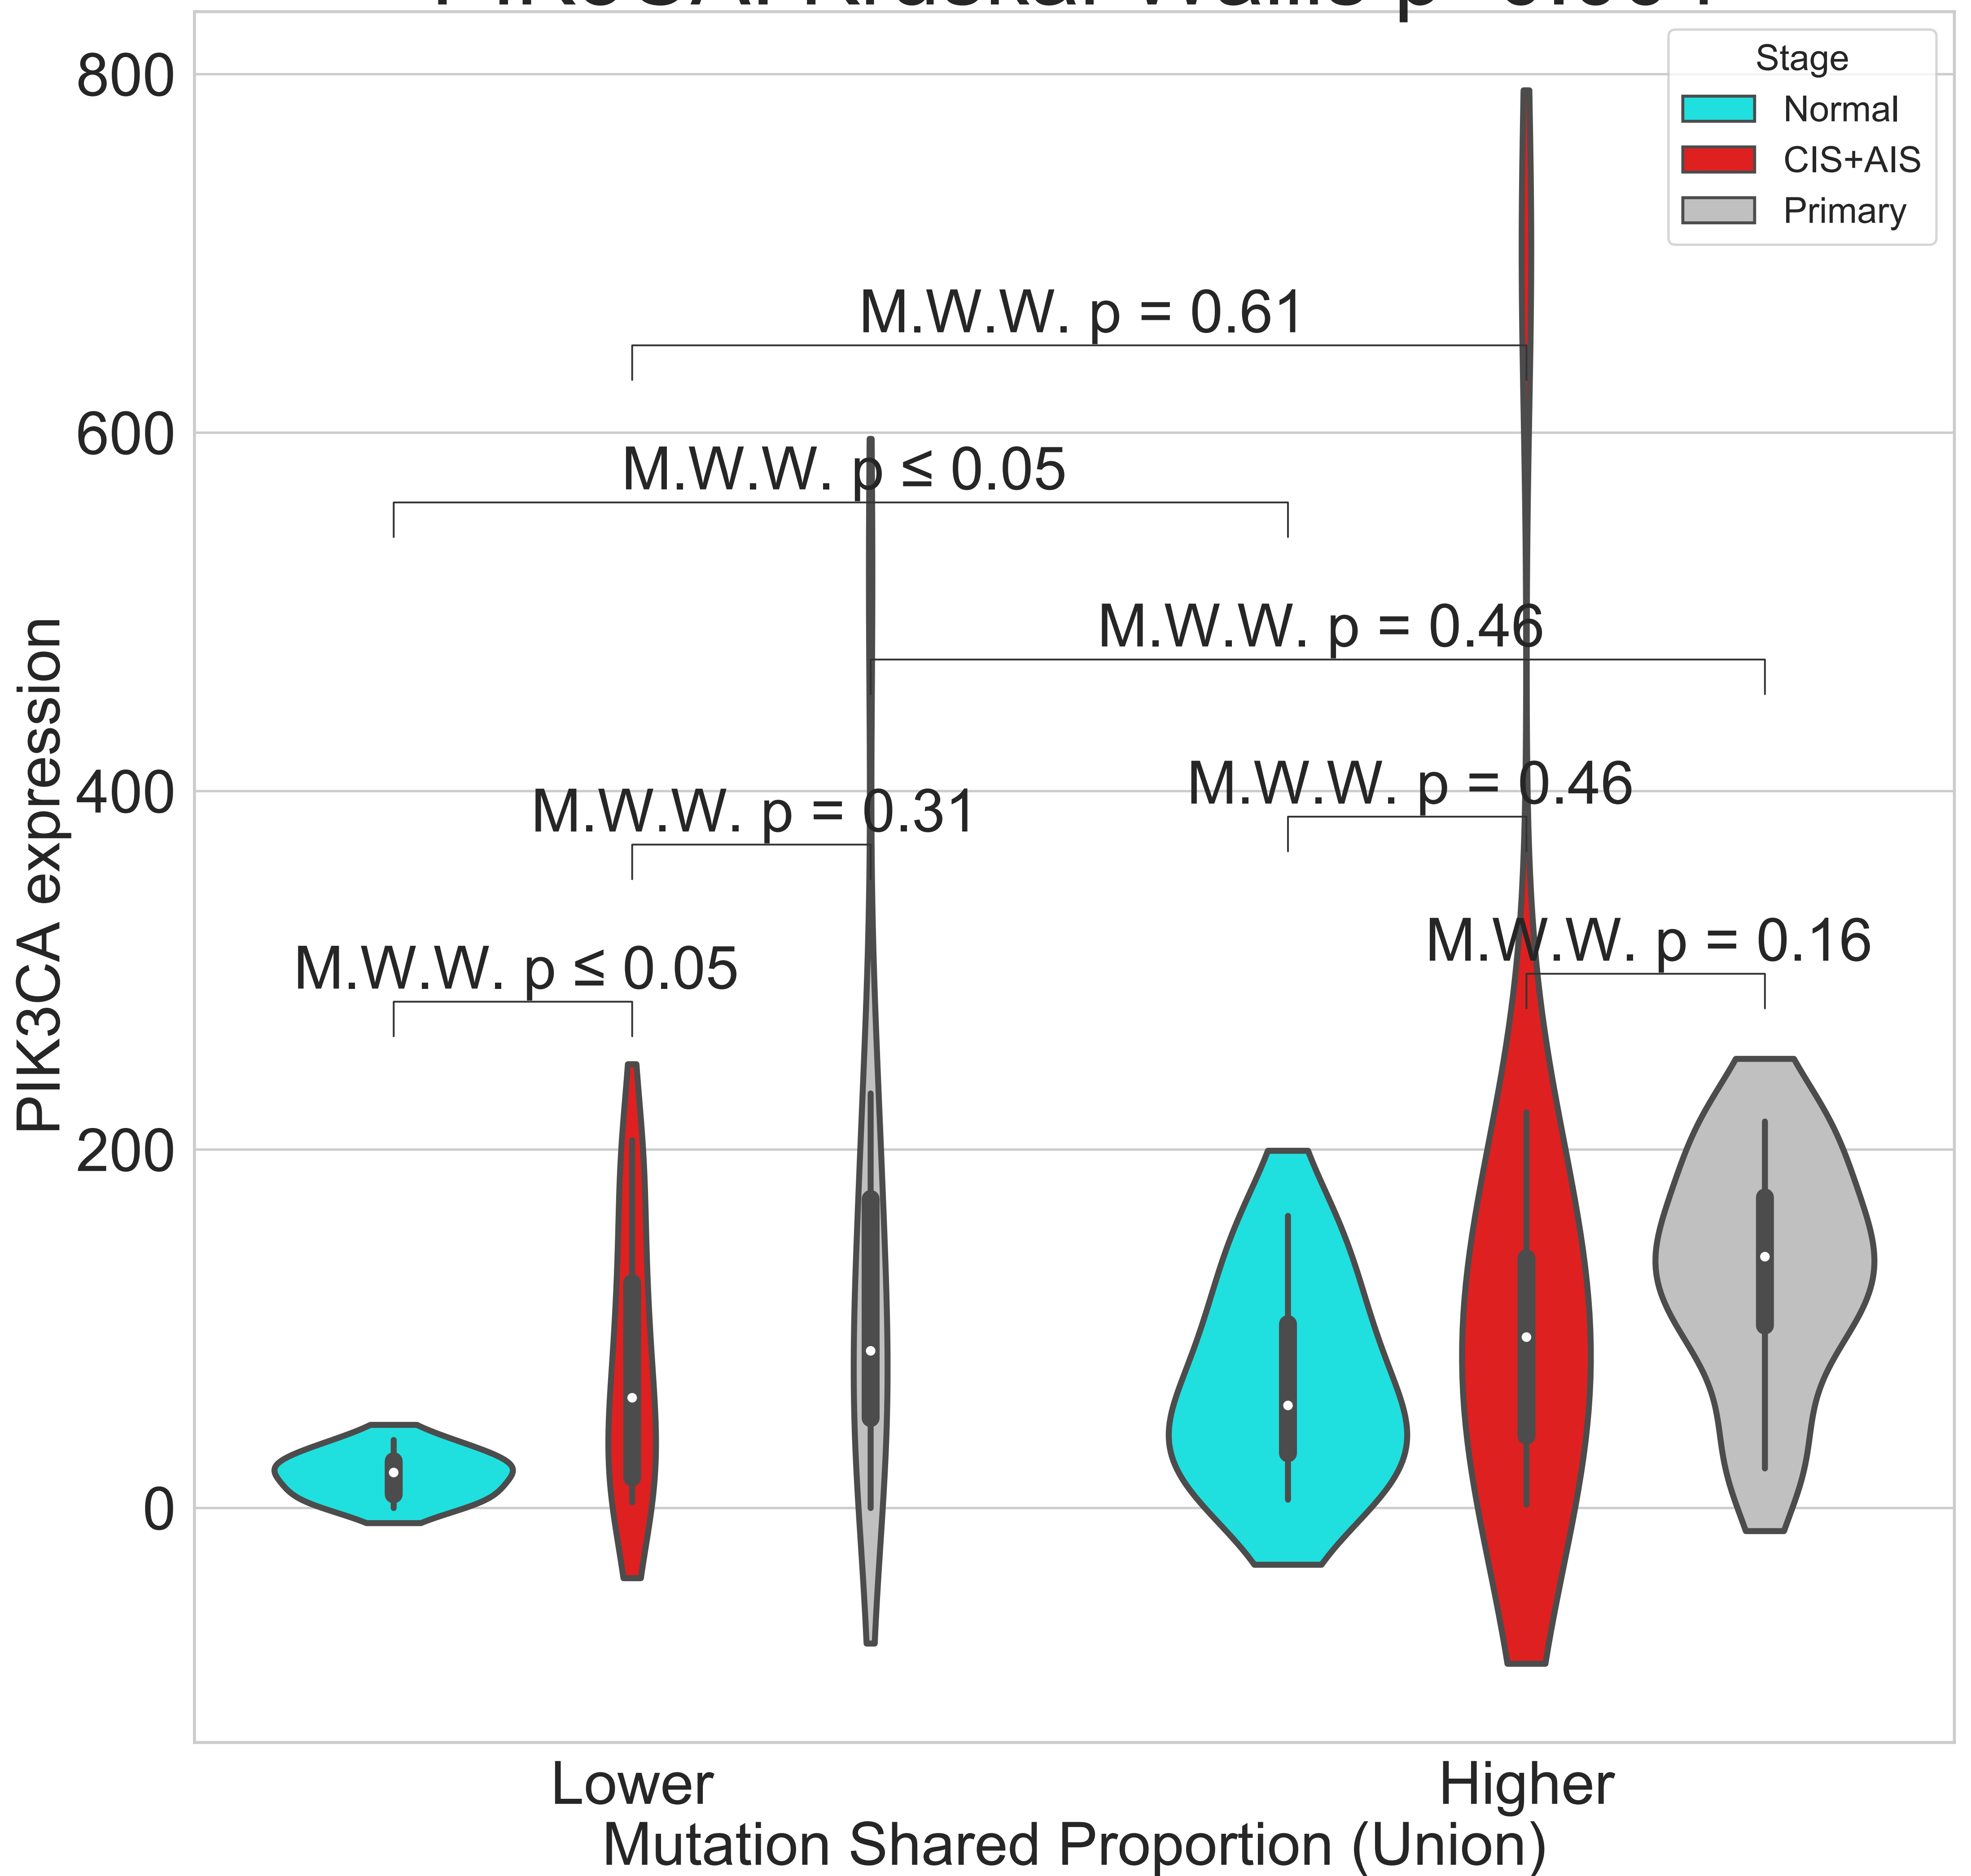 Stage
Normal
CIS+AIS
Primary
800
600
400
200
0
PIK3CA expression
M.W.W. p = 0.61
M.W.W. p ≤ 0.05
M.W.W. p = 0.46
M.W.W. p = 0.46
M.W.W. p = 0.31
M.W.W. p = 0.16
M.W.W. p ≤ 0.05
Lower
Higher
Mutation Shared Proportion (Union)